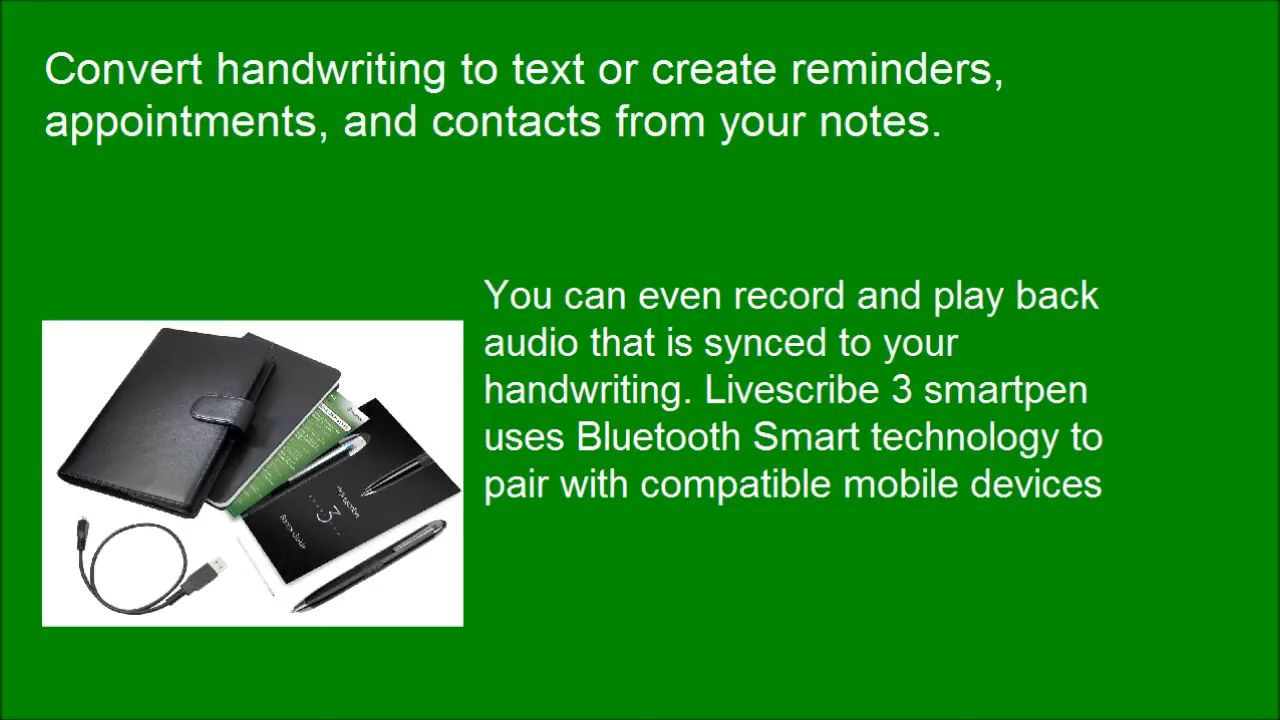 Convert handwriting to text or create reminders,
appointments, and contacts from your notes.
You can even record and play back
audio that is synced to your
handwriting. Livescribe 3 smartpen
uses Bluetooth Smart technology to
pair with compatible mobile devices
3